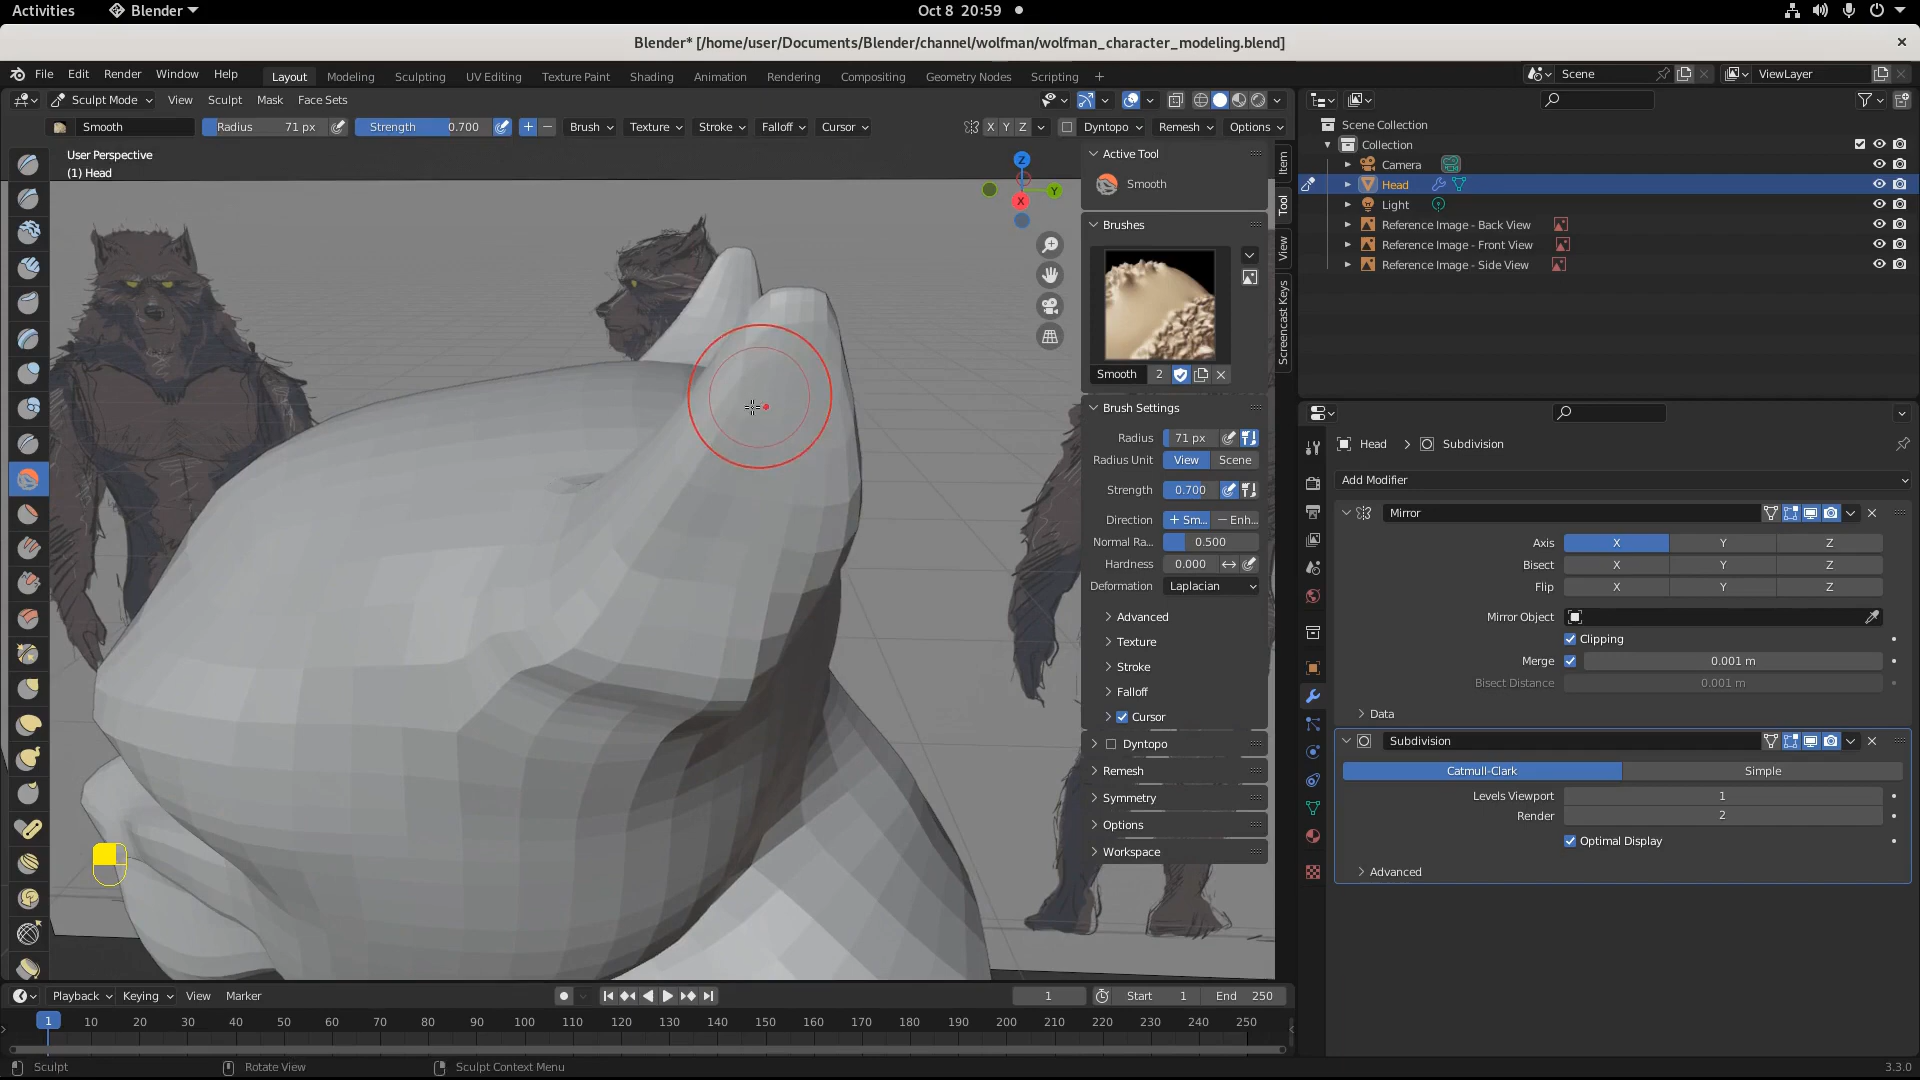 Activities Blender Oct 8 20:59
Blender* [/home/user/Documents/Blender/channel/wolfman/wolfman_character_modeling.blend]
File Edit Render Window Help Layout Modeling Sculpting UV Editing Texture Paint Shading Animation Rendering Compositing Geometry Nodes Scripting + Scene ViewLayer
Sculpt Mode View Sculpt Mask Face Sets
Smooth Radius 71 px Strength 0.700 + − Brush Texture Stroke Falloff Cursor X Y Z Dyntopo Remesh Options
User Perspective
(1) Head
Z
Y
X
Active Tool
Smooth
Brushes
Smooth 2
Brush Settings
Radius 71 px
Radius Unit View Scene
Strength 0.700
Direction + Sm... − Enh...
Normal Ra... 0.500
Hardness 0.000
Deformation Laplacian
Advanced
Texture
Stroke
Falloff
Cursor
Dyntopo
Remesh
Symmetry
Options
Workspace
Item
Tool
View
Screencast Keys
Scene Collection
Collection
Camera
Head
Light
Reference Image - Back View
Reference Image - Front View
Reference Image - Side View
Head > Subdivision
Add Modifier
Mirror
Axis X Y Z
Bisect X Y Z
Flip X Y Z
Mirror Object
Clipping
Merge 0.001 m
Bisect Distance 0.001 m
Data
Subdivision
Catmull-Clark Simple
Levels Viewport 1
Render 2
Optimal Display
Advanced
Playback Keying View Marker 1 Start 1 End 250
1 10 20 30 40 50 60 70 80 90 100 110 120 130 140 150 160 170 180 190 200 210 220 230 240 250
Sculpt Rotate View Sculpt Context Menu 3.3.0